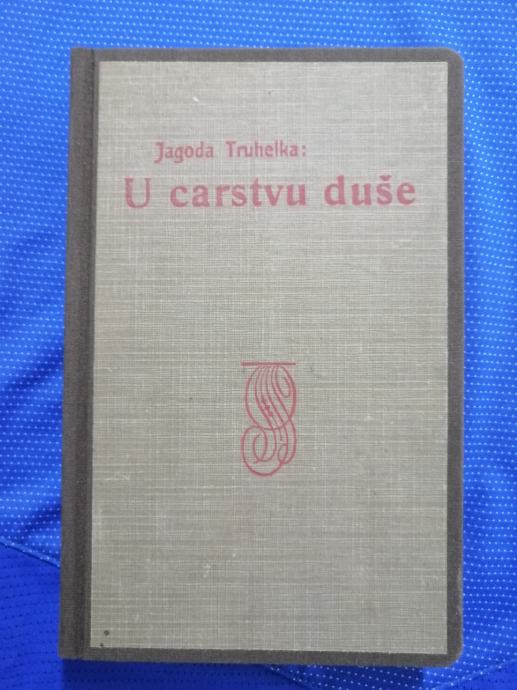 Jagoda Truhelka:
U carstvu duše